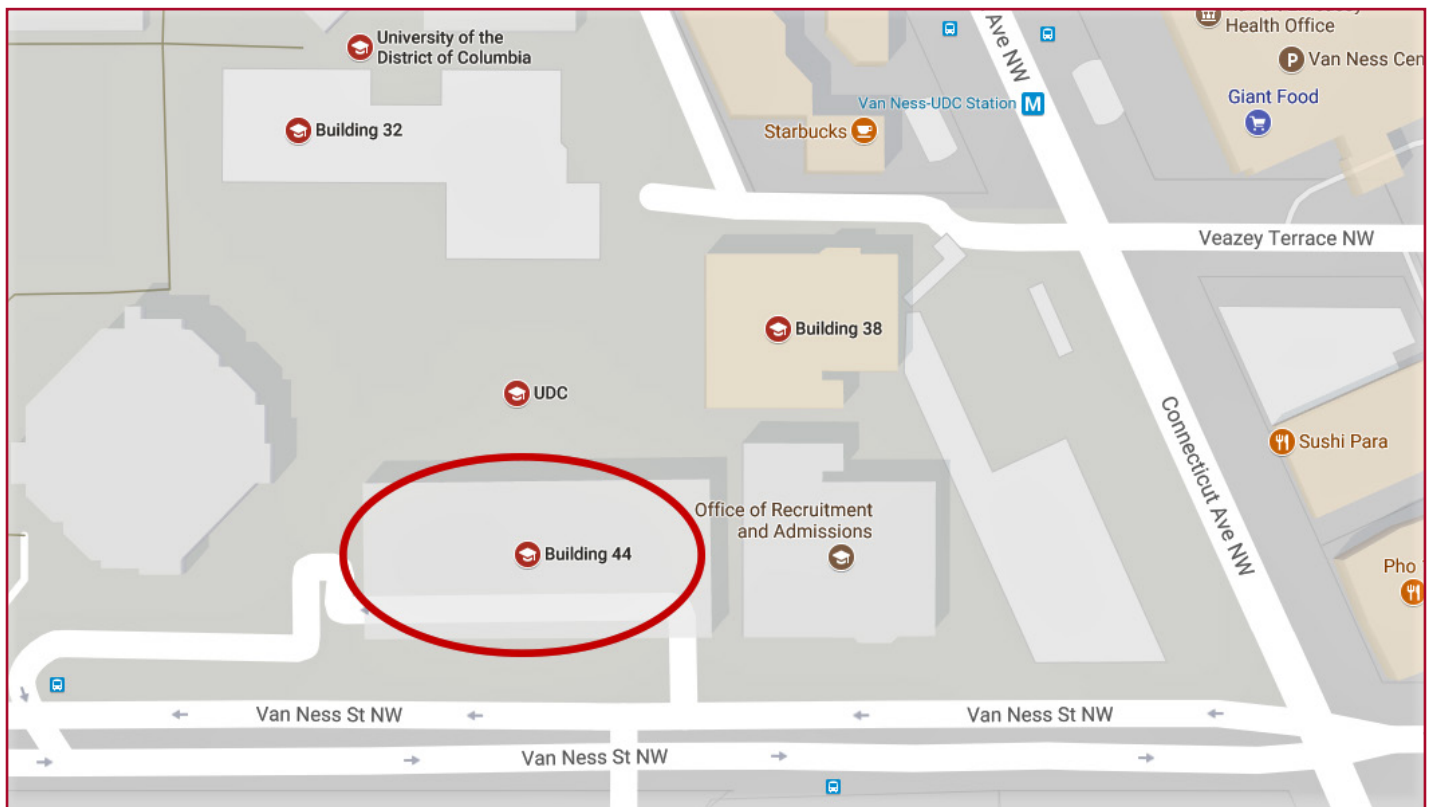 University of the
District of Columbia
Building 32
Ave NW
Health Office
P Van Ness Cen
Van Ness-UDC Station M
Giant Food
Starbucks
Veazey Terrace NW
Building 38
UDC
Connecticut Ave NW
Sushi Para
Office of Recruitment
and Admissions
Building 44
Pho
Van Ness St NW
Van Ness St NW
Van Ness St NW